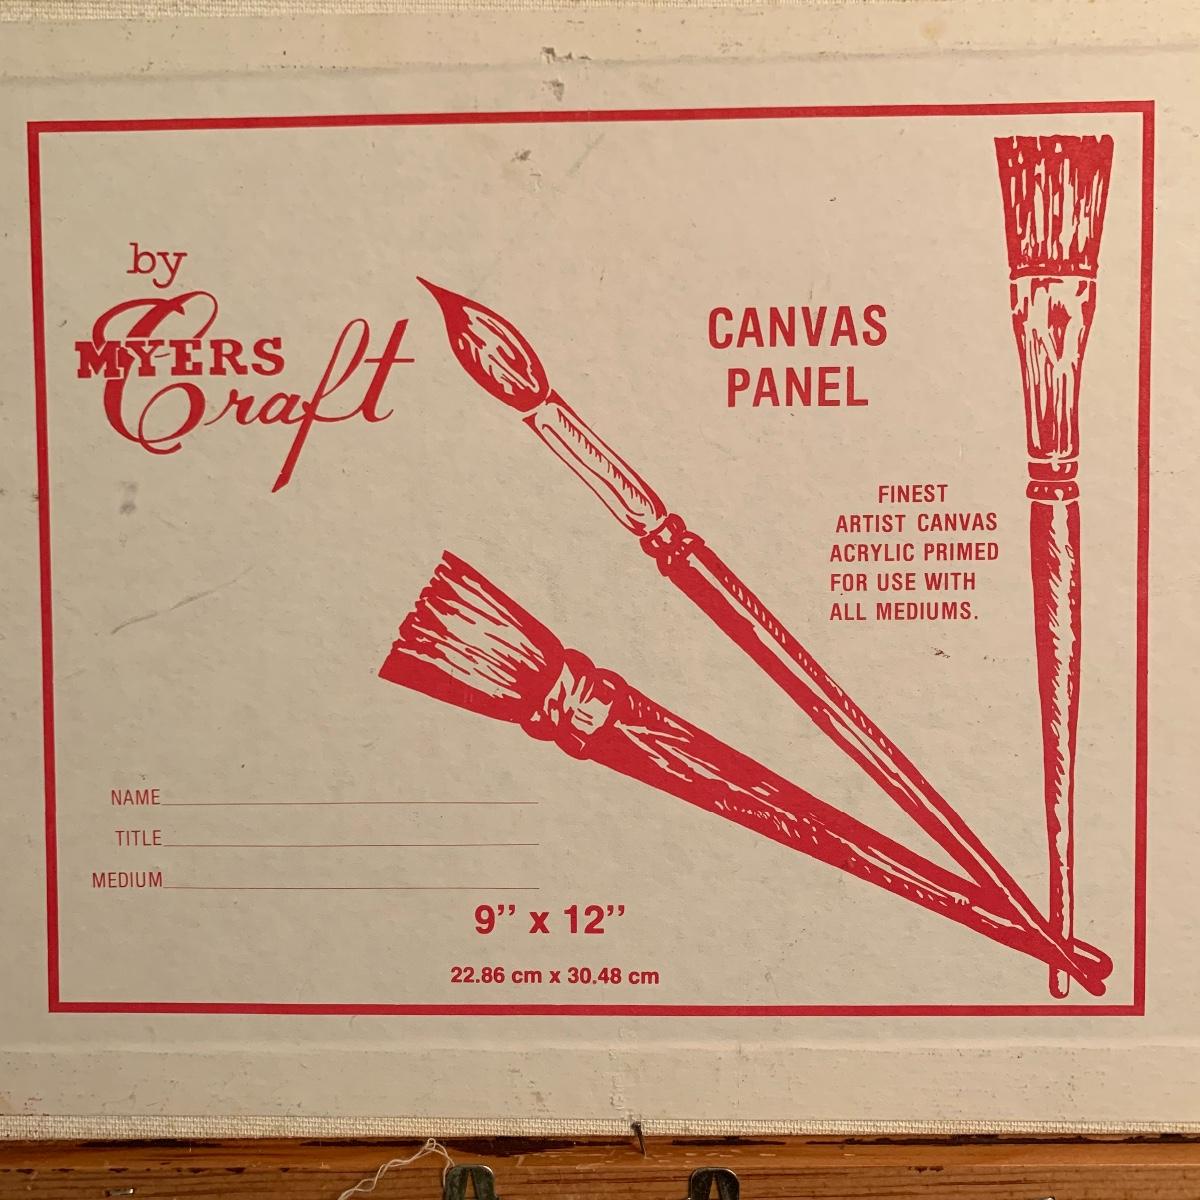 by
MYERS
Craft
CANVAS
PANEL
FINEST
ARTIST CANVAS
ACRYLIC PRIMED
FOR USE WITH
ALL MEDIUMS.
NAME
TITLE
MEDIUM
9’’ x 12’’
22.86 cm x 30.48 cm